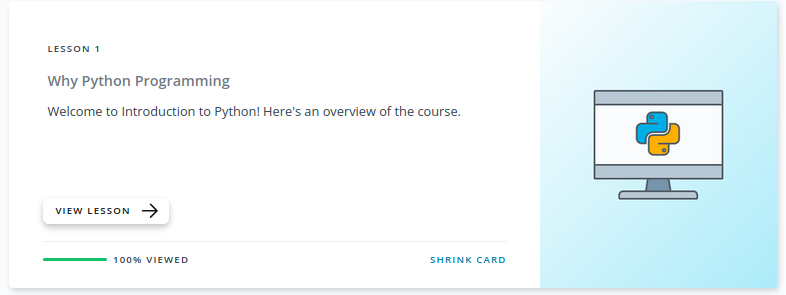 LESSON 1
Why Python Programming
Welcome to Introduction to Python! Here's an overview of the course.
VIEW LESSON
100% VIEWED
SHRINK CARD